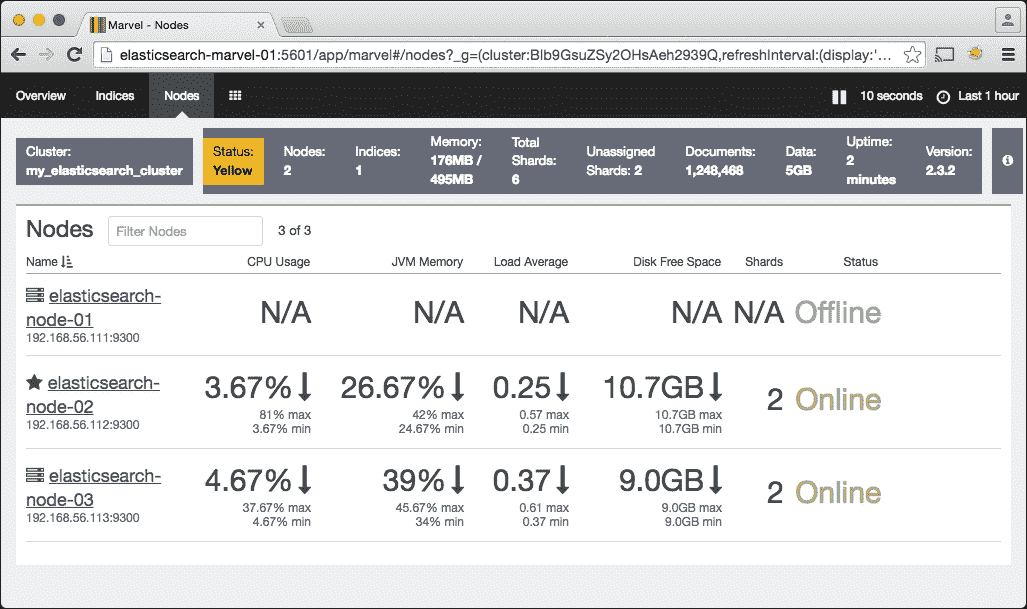 Marvel - Nodes
elasticsearch-marvel-01:5601/app/marvel#/nodes?_g=(cluster:Blb9GsuZSy2OHsAeh2939Q,refreshInterval:(display:'...
Overview Indices Nodes 10 seconds Last 1 hour
Cluster:
my_elasticsearch_cluster
Status:
Yellow
Nodes:
2
Indices:
1
Memory:
176MB /
495MB
Total
Shards:
6
Unassigned
Shards: 2
Documents:
1,248,468
Data:
5GB
Uptime:
2
minutes
Version:
2.3.2
Nodes Filter Nodes 3 of 3
Name CPU Usage JVM Memory Load Average Disk Free Space Shards Status
elasticsearch-
node-01
192.168.56.111:9300
N/A N/A N/A N/A N/A Offline
elasticsearch-
node-02
192.168.56.112:9300
3.67% 26.67% 0.25 10.7GB 2 Online
81% max 42% max 0.57 max 10.7GB max
3.67% min 24.67% min 0.25 min 10.7GB min
elasticsearch-
node-03
192.168.56.113:9300
4.67% 39% 0.37 9.0GB 2 Online
37.67% max 45.67% max 0.61 max 9.0GB max
4.67% min 34% min 0.37 min 9.0GB min